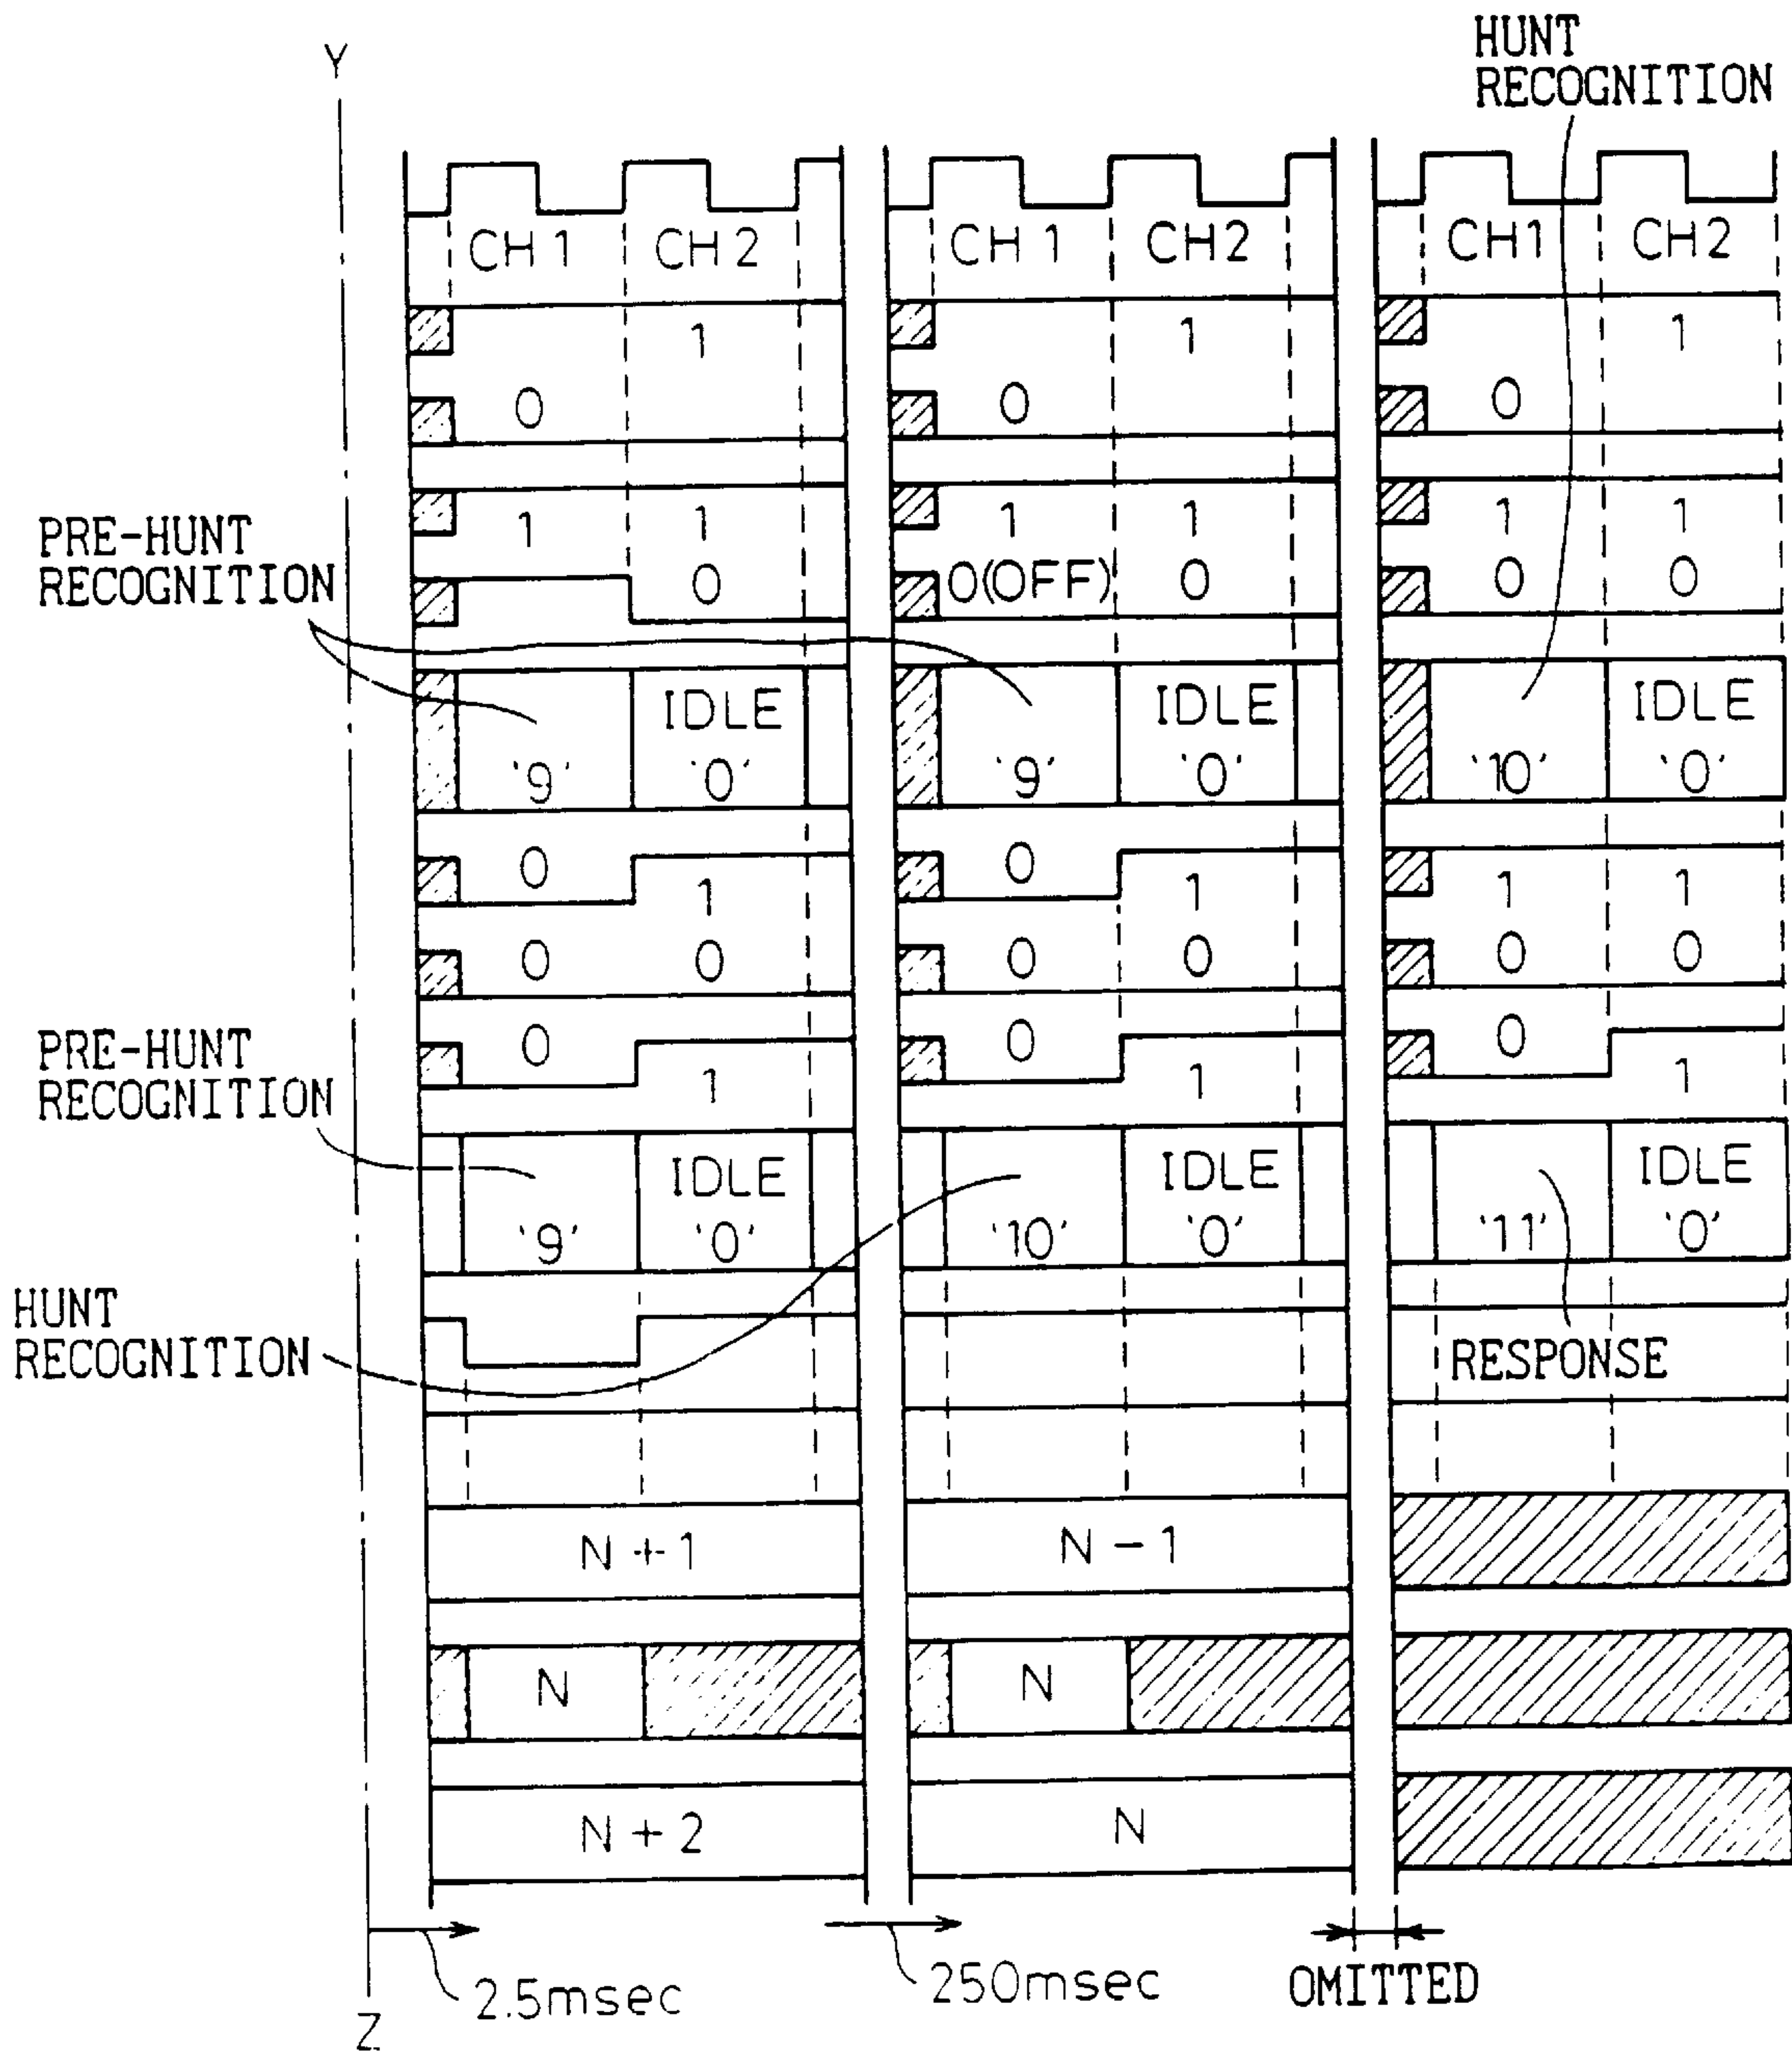 HUNT
RECOGNITION
Y
CH 1 CH 2 CH 1 CH2 CH1 CH2
1 1 1
0 0 0
PRE-HUNT
RECOGNITION
1 1 1 1 1 1
0 0(OFF) 0 0 0
IDLE IDLE IDLE
'9' '0' '9' '0' '10' '0'
0 0
1 1 1 1
0 0 0 0 0 0
PRE-HUNT
RECOGNITION
0 0 0
1 1 1
IDLE IDLE IDLE
'9' '0' '10' '0' '11' '0'
HUNT
RECOGNITION
RESPONSE
N + 1 N - 1
N N
N + 2 N
2.5msec 250msec OMITTED
Z